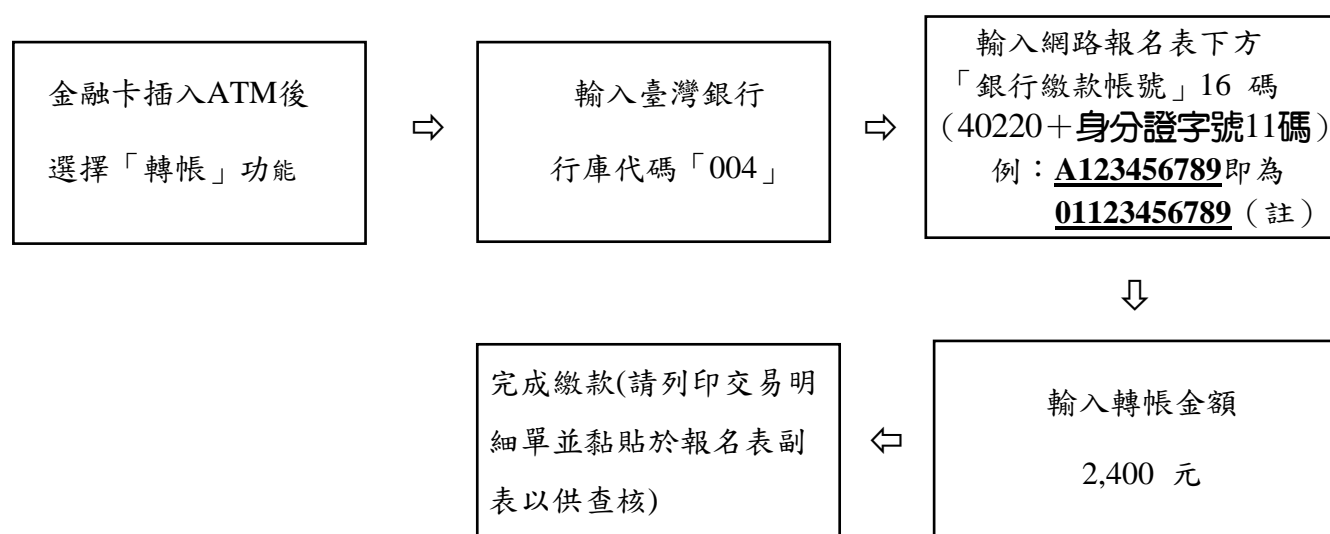 金融卡插入ATM後
選擇「轉帳」功能
⇨
輸入臺灣銀行
行庫代碼「004」
⇨
輸入網路報名表下方
「銀行繳款帳號」16 碼
（40220＋身分證字號11碼）
例：A123456789即為
01123456789（註）
⇩
輸入轉帳金額
2,400 元
⇦
完成繳款(請列印交易明
細單並黏貼於報名表副
表以供查核)